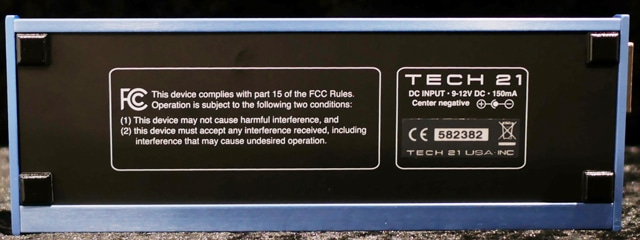 FC This device complies with part 15 of the FCC Rules.
Operation is subject to the following two conditions:
(1) This device may not cause harmful interference, and
(2) this device must accept any interference received, including
interference that may cause undesired operation.
TECH 21
DC INPUT · 9-12V DC · 150mA
Center negative
CE 582382
TECH 21 USA·INC